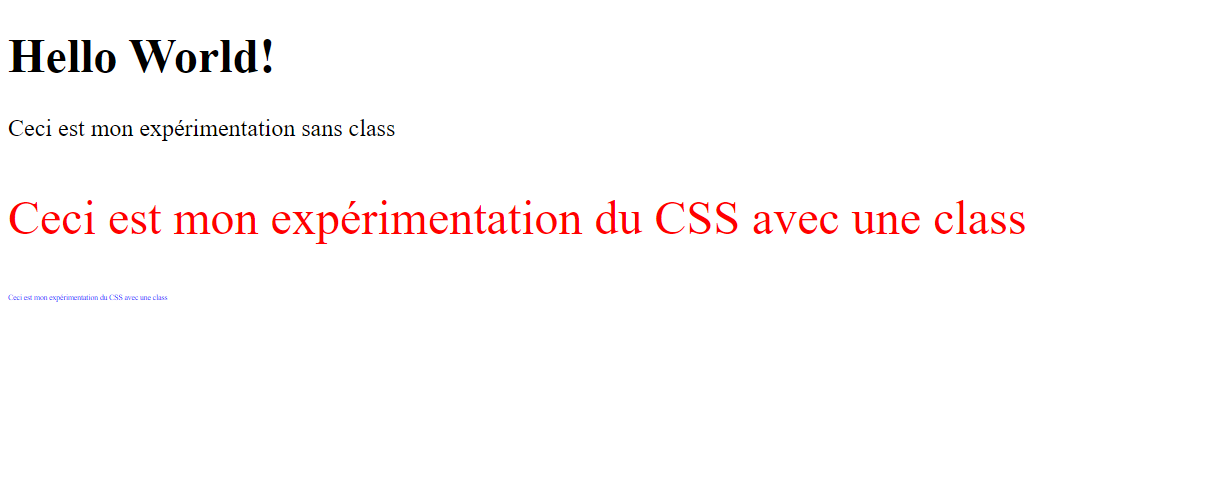 Hello World!
Ceci est mon expérimentation sans class
Ceci est mon expérimentation du CSS avec une class
Ceci est mon expérimentation du CSS avec une class